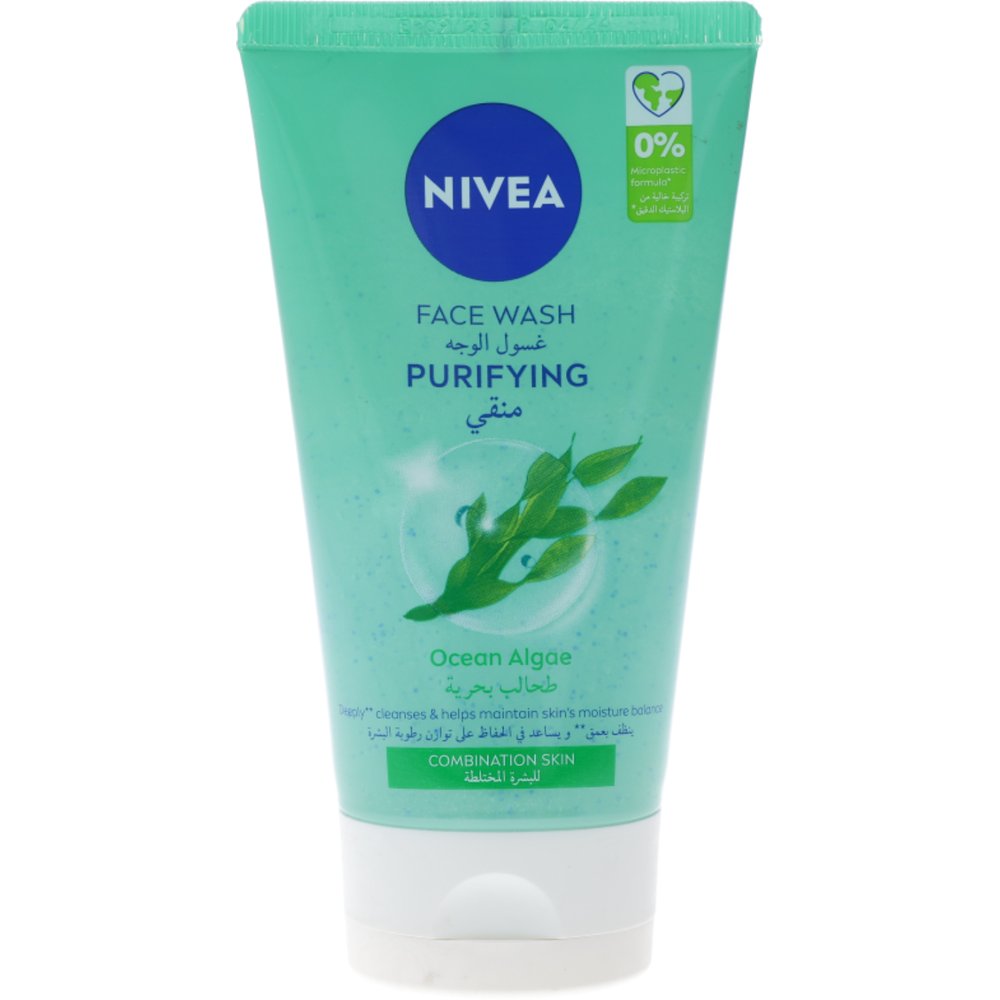 NIVEA
0%
Microplastic
formula*
تركيبة خالية من
البلاستيك الدقيق*
FACE WASH
غسول الوجه
PURIFYING
منقي
Ocean Algae
طحالب بحرية
Deeply** cleanses & helps maintain skin's moisture balance
ينظف بعمق** و يساعد في الحفاظ على توازن رطوبة البشرة
COMBINATION SKIN
للبشرة المختلطة